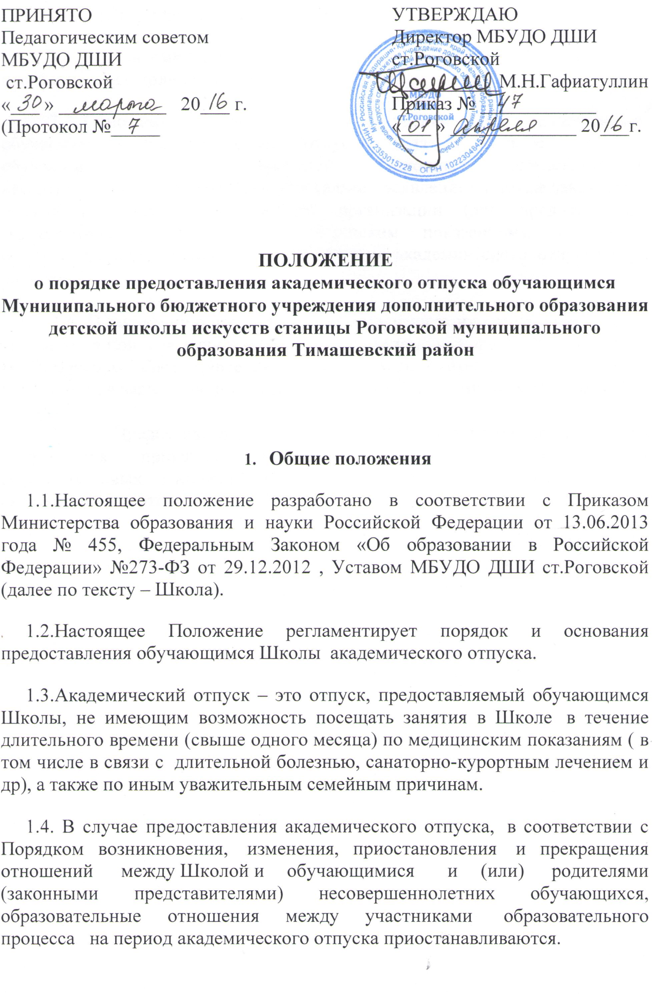 ПРИНЯТО
Педагогическим советом
МБУДО ДШИ
ст.Роговской
«30» марта 2016 г.
(Протокол № 7
УТВЕРЖДАЮ
Директор МБУДО ДШИ
ст.Роговской
М.Н.Гафиатуллин
Приказ № 47
«01» апреля 2016г.
МБУДО
ДШИ
ст.Роговской
ИНН 2353015728 ОГРН
ПОЛОЖЕНИЕ
о порядке предоставления академического отпуска обучающимся
Муниципального бюджетного учреждения дополнительного образования
детской школы искусств станицы Роговской муниципального
образования Тимашевский район
1. Общие положения
1.1.Настоящее положение разработано в соответствии с Приказом
Министерства образования и науки Российской Федерации от 13.06.2013
года № 455, Федеральным Законом «Об образовании в Российской
Федерации» №273-ФЗ от 29.12.2012 , Уставом МБУДО ДШИ ст.Роговской
(далее по тексту – Школа).
1.2.Настоящее Положение регламентирует порядок и основания
предоставления обучающимся Школы академического отпуска.
1.3.Академический отпуск – это отпуск, предоставляемый обучающимся
Школы, не имеющим возможность посещать занятия в Школе в течение
длительного времени (свыше одного месяца) по медицинским показаниям ( в
том числе в связи с длительной болезнью, санаторно-курортным лечением и
др), а также по иным уважительным семейным причинам.
1.4. В случае предоставления академического отпуска, в соответствии с
Порядком возникновения, изменения, приостановления и прекращения
отношений между Школой и обучающимися и (или) родителями
(законными представителями) несовершеннолетних обучающихся,
образовательные отношения между участниками образовательного
процесса на период академического отпуска приостанавливаются.